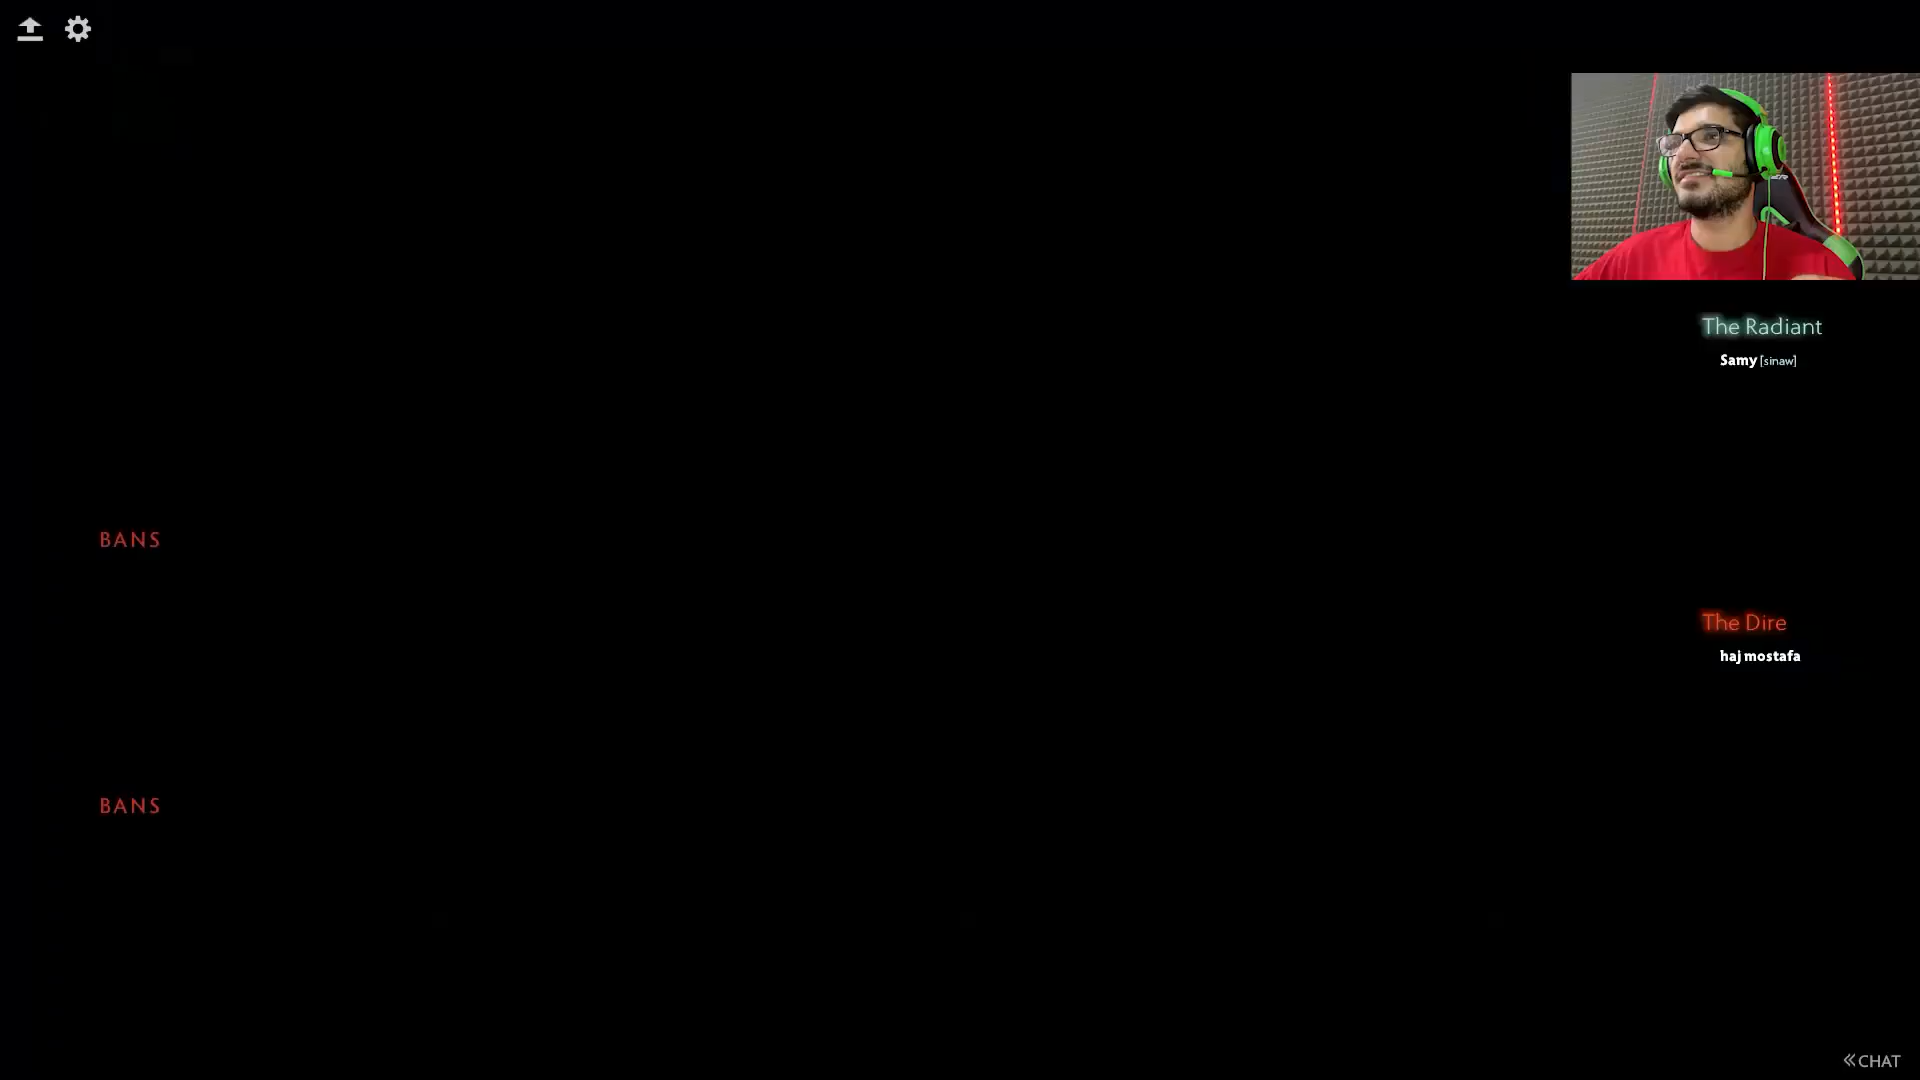 The Radiant
Samy [sinaw]
BANS
The Dire
haj mostafa
BANS
CHAT